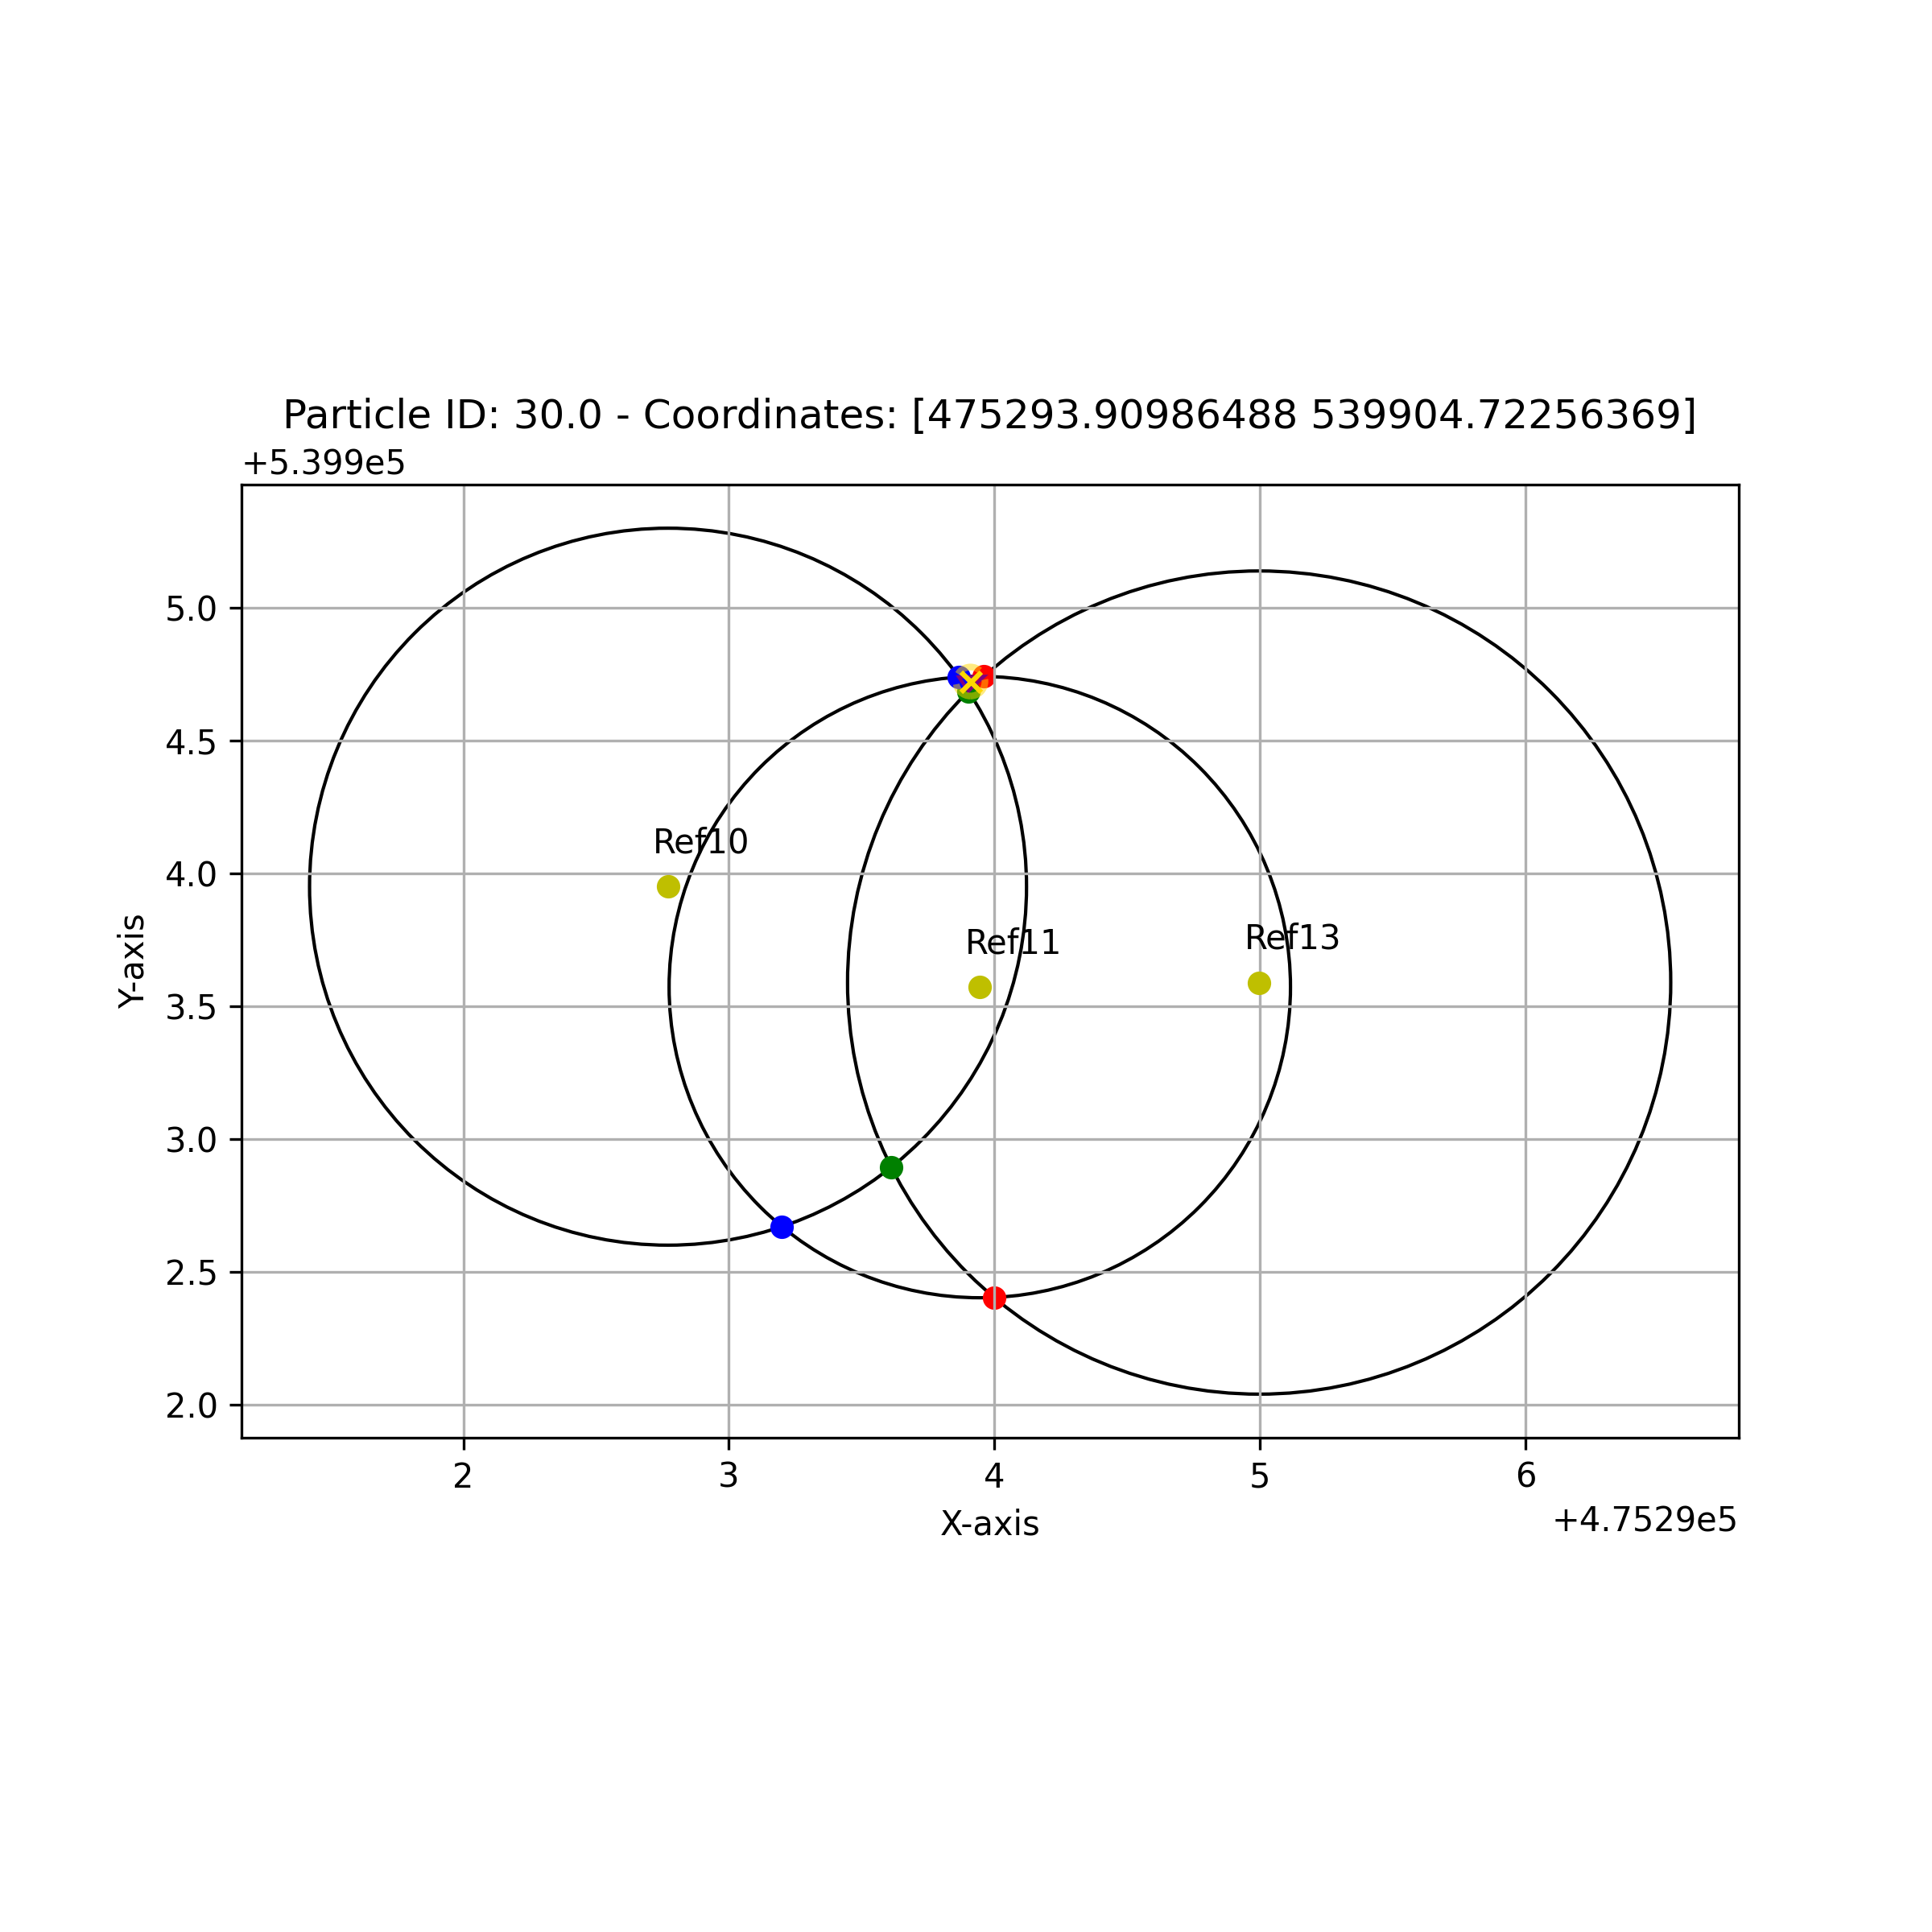 Particle ID: 30.0 - Coordinates: [475293.90986488 539904.72256369]
+5.399e5
5.0
4.5
Ref10
4.0
Ref11
Ref13
Y-axis
3.5
3.0
2.5
2.0
2 3 4 5 6
X-axis
+4.7529e5